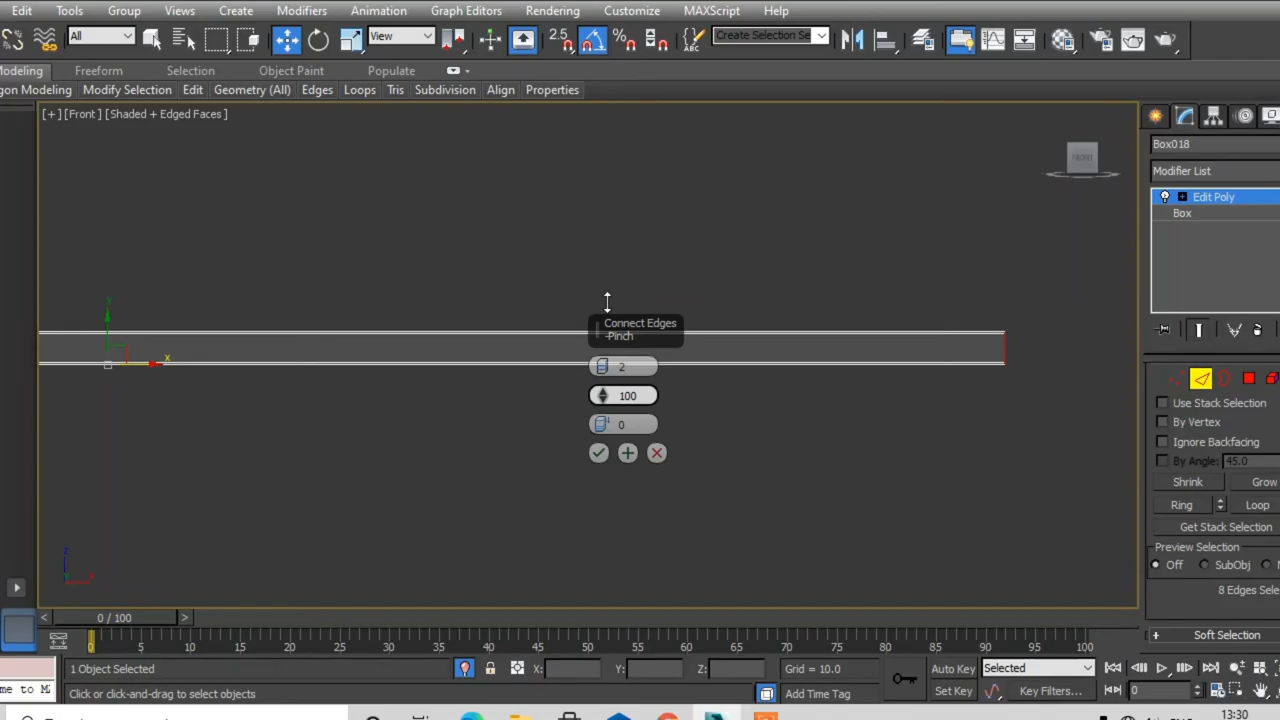 Edit Tools Group Views Create Modifiers Animation Graph Editors Rendering Customize MAXScript Help
All View 2.5 % ABC Create Selection Se
Modeling Freeform Selection Object Paint Populate
gon Modeling Modify Selection Edit Geometry (All) Edges Loops Tris Subdivision Align Properties
[+] [Front ] [Shaded + Edged Faces ]
FRONT
Box018
Modifier List
Edit Poly
Box
Connect Edges
-Pinch
2
100
0
y
x
z
Use Stack Selection
By Vertex
Ignore Backfacing
By Angle: 45.0
Shrink Grow
Ring Loop
Get Stack Selection
Preview Selection
Off SubObj
8 Edges Sele
Soft Selection
< 0 / 100 >
0 5 10 15 20 25 30 35 40 45 50 55 60 65 70 75 80 85 90 95 100
1 Object Selected X: Y: Z: Grid = 10.0 Auto Key Selected
me to M
Click or click-and-drag to select objects Add Time Tag Set Key Key Filters... 0
13:30